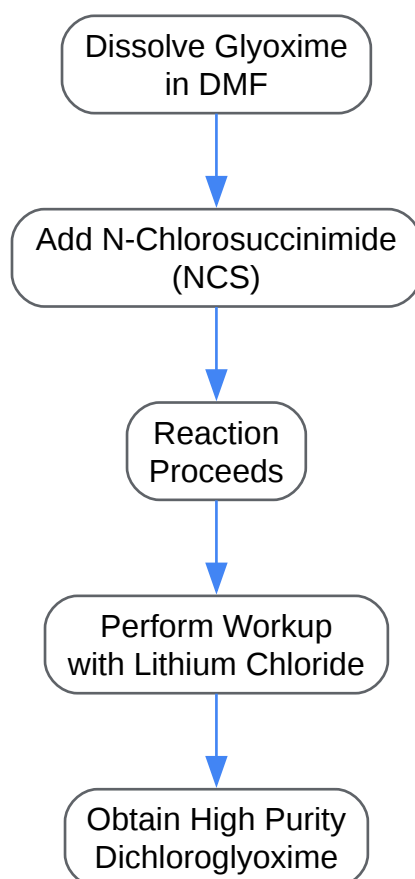 Dissolve Glyoxime
in DMF
Add N-Chlorosuccinimide
(NCS)
Reaction
Proceeds
Perform Workup
with Lithium Chloride
Obtain High Purity
Dichloroglyoxime